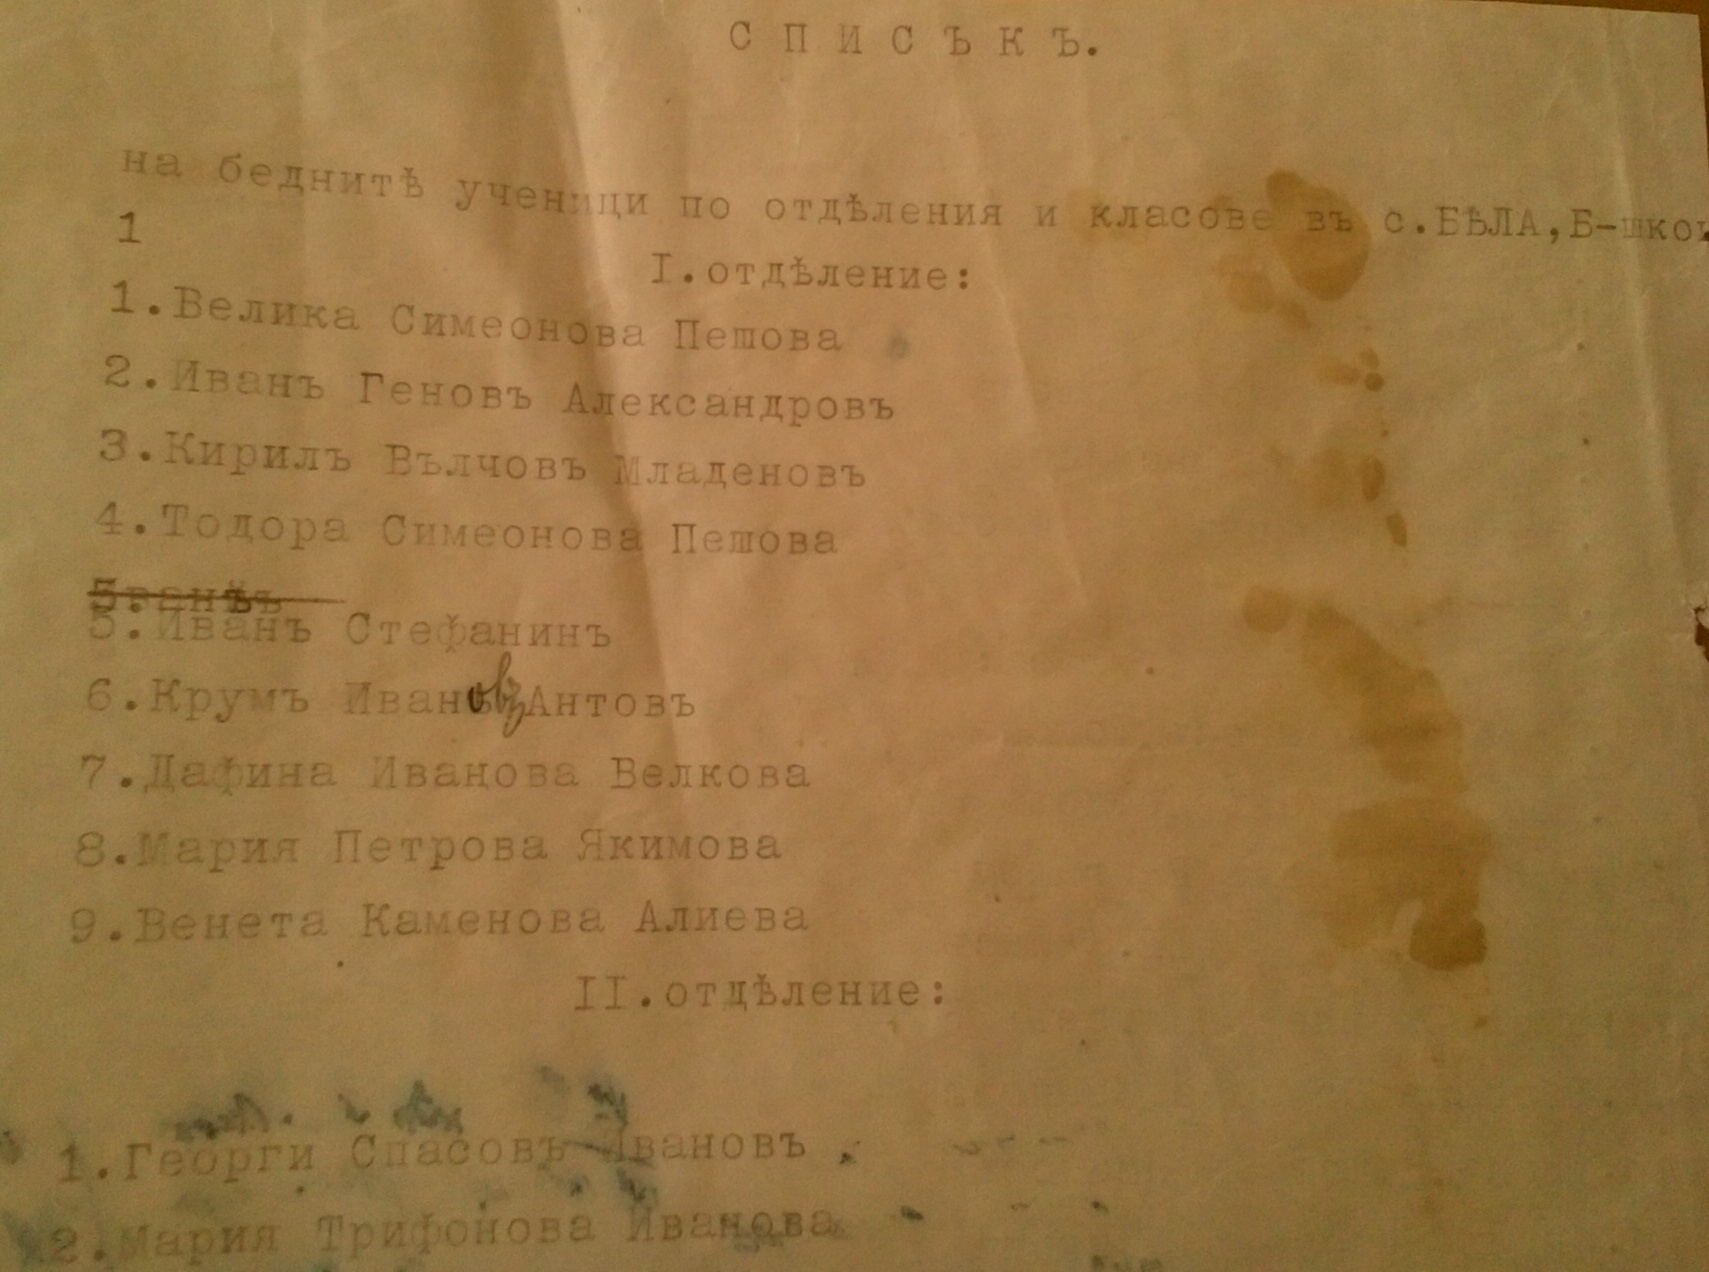 СПИСЪКЪ.
на беднитѣ ученици по отдѣления и класове въ с.БѢЛА,Б-шко
1
I.отдѣление:
1.Велика Симеонова Пешова
2.Иванъ Геновъ Александровъ
3.Кирилъ Вълчовъ Младеновъ
4.Тодора Симеонова Пешова
5.Иванъ Стефанинъ
6.Крумъ Ивановъ Антовъ
7.Дафина Иванова Велкова
8.Мария Петрова Якимова
9.Венета Каменова Алиева
II.отдѣление:
1.Георги Спасовъ Ивановъ
2.Мария Трифонова Иванова